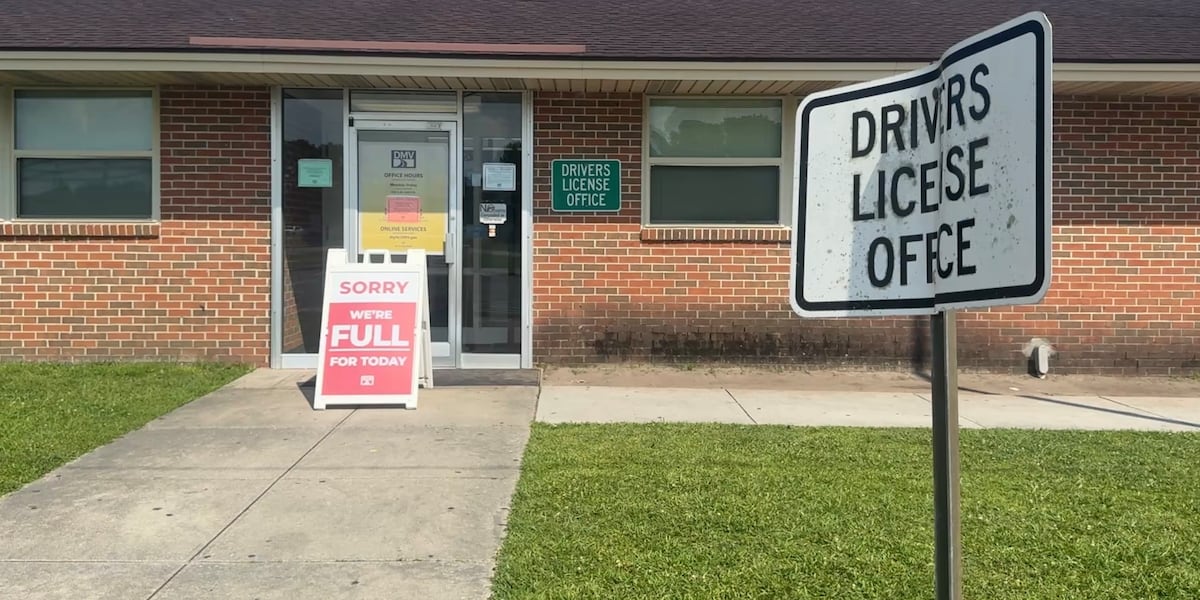 DMV
OFFICE HOURS
ONLINE SERVICES
DRIVERS
LICENSE
OFFICE
SORRY
WE'RE
FULL
FOR TODAY
DRIVERS
LICENSE
OFFICE